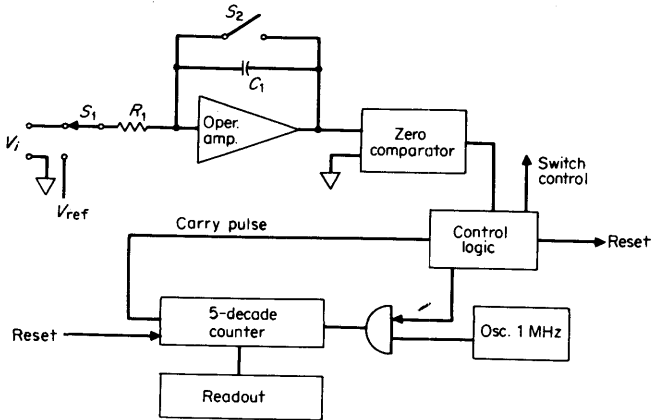 S2
C1
S1
R1
Oper.
amp.
Zero
comparator
Vi
Vref
Switch
control
Carry pulse
Control
logic
Reset
Reset
5-decade
counter
Osc. 1 MHz
Readout